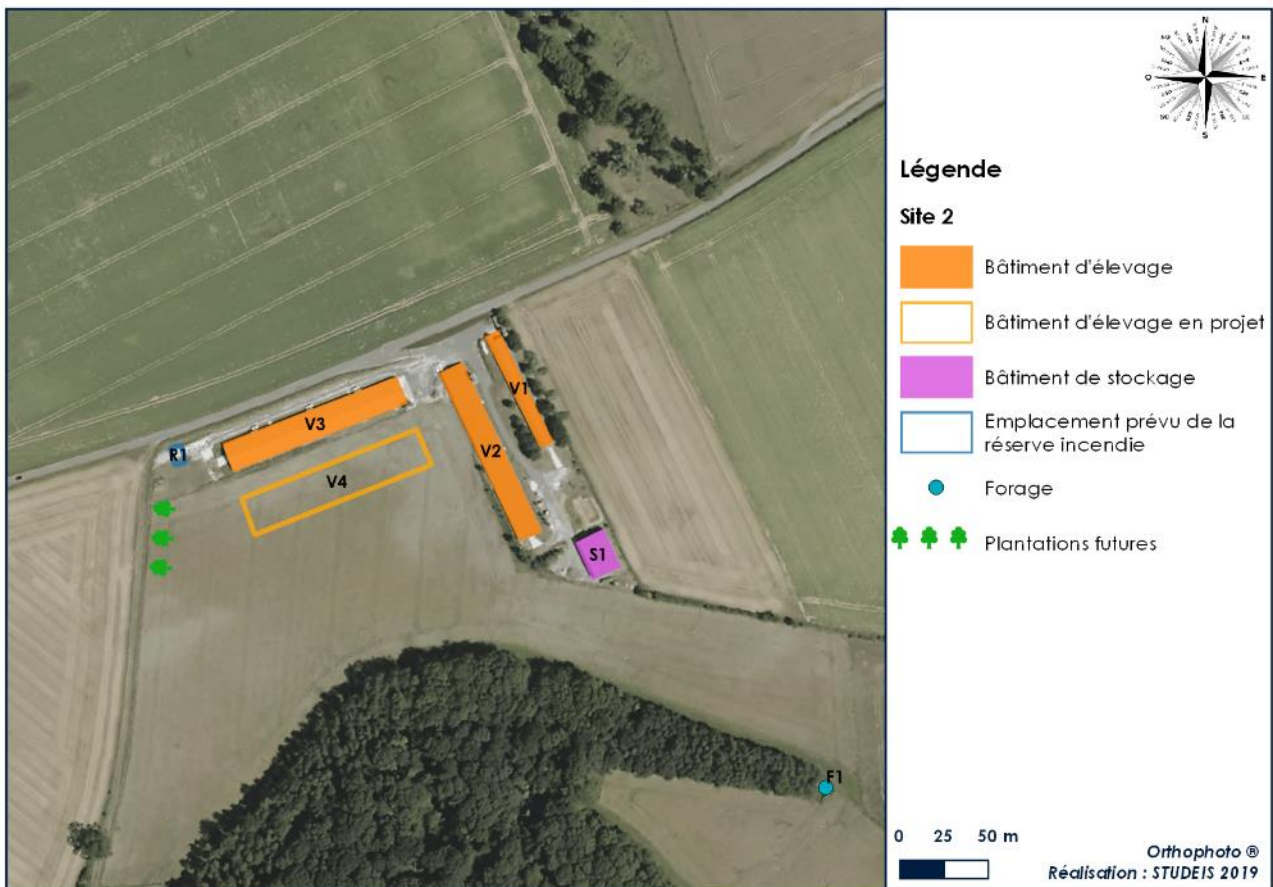 N
O
E
S
Légende
Site 2
Bâtiment d'élevage
Bâtiment d'élevage en projet
Bâtiment de stockage
Emplacement prévu de la
réserve incendie
Forage
Plantations futures
V1
V3
V2
R1
V4
S1
F1
0 25 50 m
Orthophoto ®
Réalisation : STUDEIS 2019